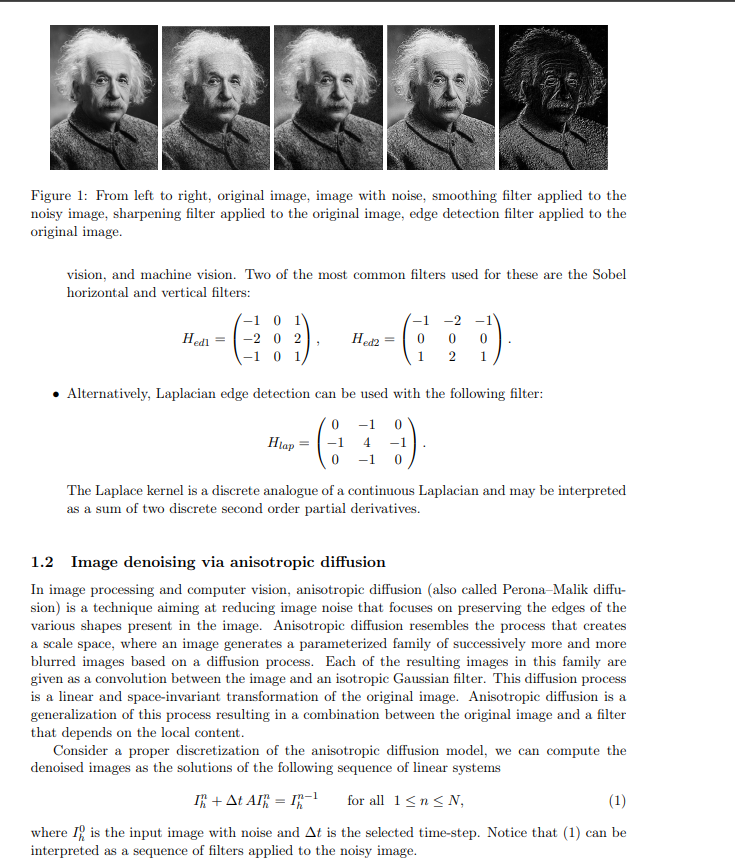 Figure 1: From left to right, original image, image with noise, smoothing filter applied to the
noisy image, sharpening filter applied to the original image, edge detection filter applied to the
original image.
vision, and machine vision. Two of the most common filters used for these are the Sobel
horizontal and vertical filters:
H_{ed1} = \begin{pmatrix} -1 & 0 & 1 \\ -2 & 0 & 2 \\ -1 & 0 & 1 \end{pmatrix}, H_{ed2} = \begin{pmatrix} -1 & -2 & -1 \\ 0 & 0 & 0 \\ 1 & 2 & 1 \end{pmatrix}.
• Alternatively, Laplacian edge detection can be used with the following filter:
H_{lap} = \begin{pmatrix} 0 & -1 & 0 \\ -1 & 4 & -1 \\ 0 & -1 & 0 \end{pmatrix}.
The Laplace kernel is a discrete analogue of a continuous Laplacian and may be interpreted
as a sum of two discrete second order partial derivatives.
1.2 Image denoising via anisotropic diffusion
In image processing and computer vision, anisotropic diffusion (also called Perona–Malik diffu-
sion) is a technique aiming at reducing image noise that focuses on preserving the edges of the
various shapes present in the image. Anisotropic diffusion resembles the process that creates
a scale space, where an image generates a parameterized family of successively more and more
blurred images based on a diffusion process. Each of the resulting images in this family are
given as a convolution between the image and an isotropic Gaussian filter. This diffusion process
is a linear and space-invariant transformation of the original image. Anisotropic diffusion is a
generalization of this process resulting in a combination between the original image and a filter
that depends on the local content.
Consider a proper discretization of the anisotropic diffusion model, we can compute the
denoised images as the solutions of the following sequence of linear systems
I_h^n + Δt AI_h^n = I_h^{n−1} for all 1 ≤ n ≤ N, (1)
where I_h^0 is the input image with noise and Δt is the selected time-step. Notice that (1) can be
interpreted as a sequence of filters applied to the noisy image.